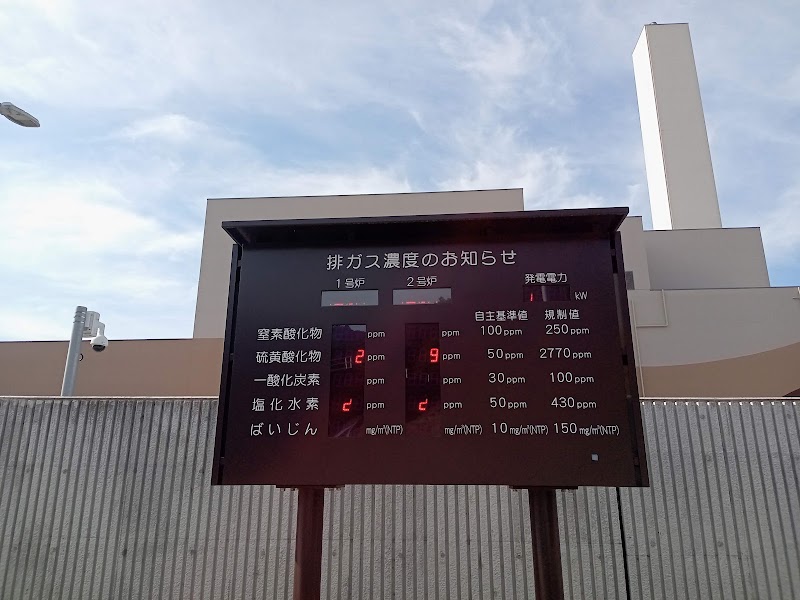 排ガス濃度のお知らせ
1号炉 2号炉 発電電力
kW
自主基準値 規制値
窒素酸化物 ppm ppm 100ppm 250ppm
硫黄酸化物 2 ppm 9 ppm 50ppm 2770ppm
一酸化炭素 ppm ppm 30ppm 100ppm
塩化水素 ppm ppm 50ppm 430ppm
ばいじん mg/m³(NTP) mg/m³(NTP) 10mg/m³(NTP) 150mg/m³(NTP)